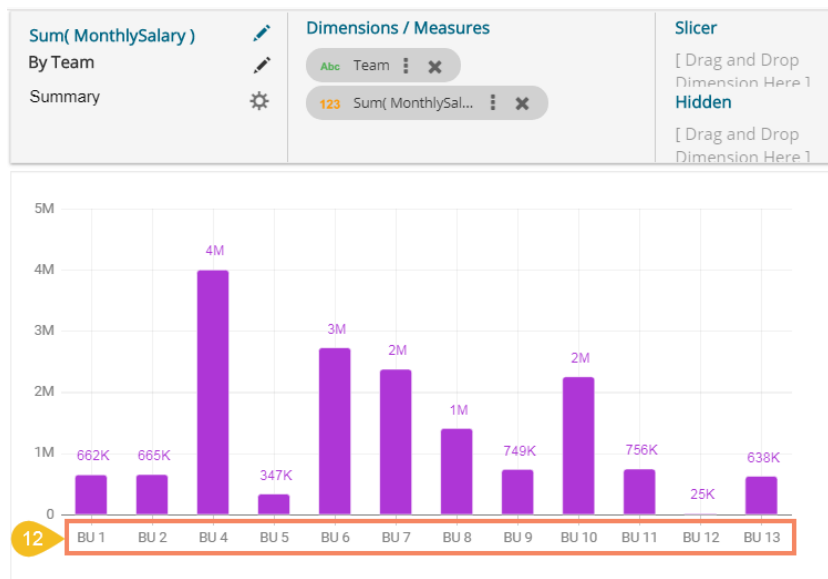 Sum( MonthlySalary )
By Team
Summary
Dimensions / Measures
Abc Team
123 Sum( MonthlySal...
Slicer
[ Drag and Drop
Dimension Here ]
Hidden
[ Drag and Drop
Dimension Here ]
5M
4M
3M
2M
1M
0
662K
665K
4M
347K
3M
2M
1M
749K
2M
756K
25K
638K
12
BU 1 BU 2 BU 4 BU 5 BU 6 BU 7 BU 8 BU 9 BU 10 BU 11 BU 12 BU 13